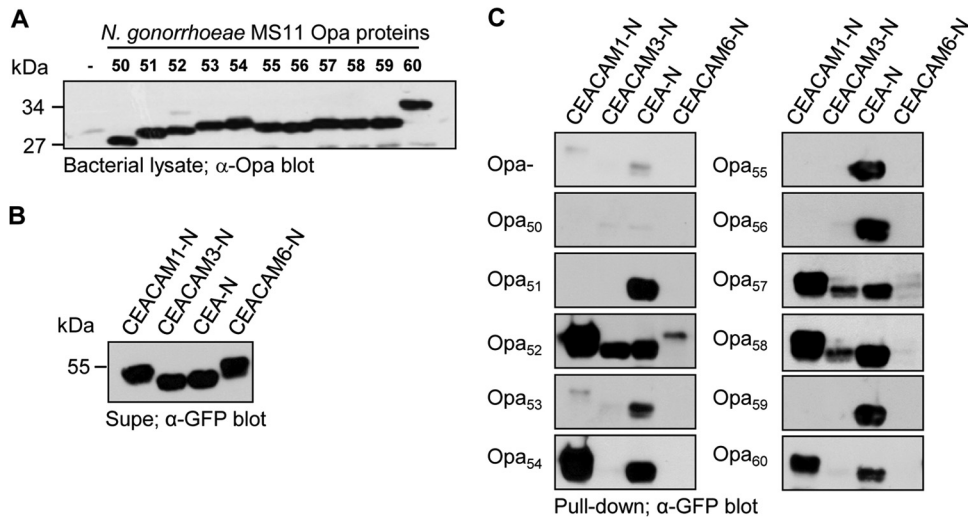 A
N. gonorrhoeae MS11 Opa proteins
kDa - 50 51 52 53 54 55 56 57 58 59 60
34
27
Bacterial lysate; α-Opa blot
B
CEACAM1-N CEACAM3-N CEA-N CEACAM6-N
kDa
55
Supe; α-GFP blot
C
CEACAM1-N CEACAM3-N CEA-N CEACAM6-N
Opa-
Opa50
Opa51
Opa52
Opa53
Opa54
CEACAM1-N CEACAM3-N CEA-N CEACAM6-N
Opa55
Opa56
Opa57
Opa58
Opa59
Opa60
Pull-down; α-GFP blot